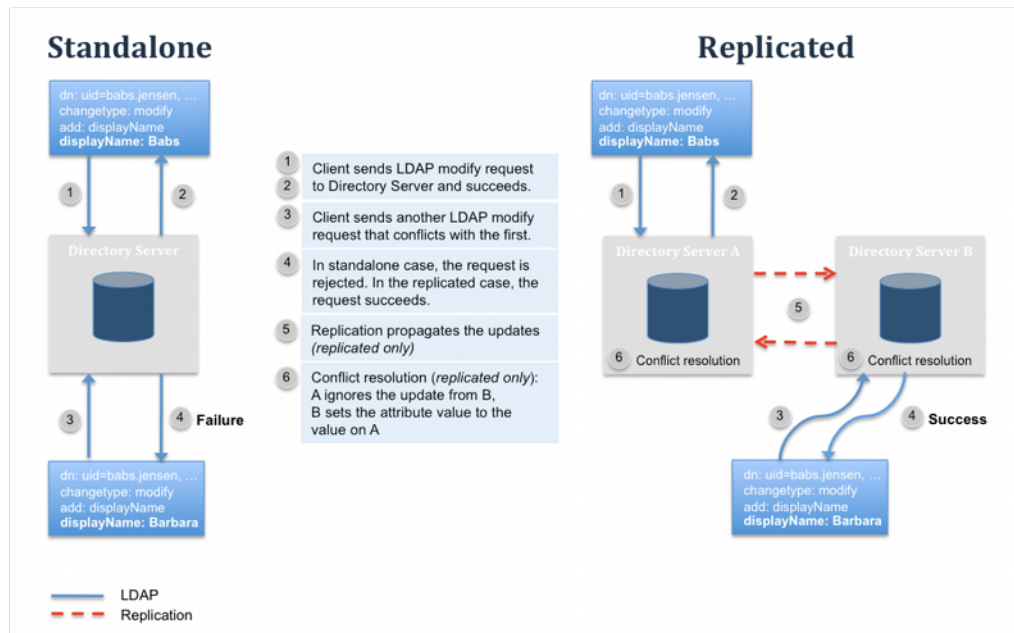 Standalone
Replicated
dn: uid=babs.jensen, ...
changetype: modify
add: displayName
displayName: Babs
dn: uid=babs.jensen, ...
changetype: modify
add: displayName
displayName: Babs
1
2
1
2
Directory Server
Directory Server A
Directory Server B
1
2
Client sends LDAP modify request
to Directory Server and succeeds.
3
Client sends another LDAP modify
request that conflicts with the first.
4
In standalone case, the request is
rejected. In the replicated case, the
request succeeds.
5
Replication propagates the updates
(replicated only)
6
Conflict resolution (replicated only):
A ignores the update from B,
B sets the attribute value to the
value on A
5
6 Conflict resolution
6 Conflict resolution
3
4 Failure
3
4 Success
dn: uid=babs.jensen, ...
changetype: modify
add: displayName
displayName: Barbara
dn: uid=babs.jensen, ...
changetype: modify
add: displayName
displayName: Barbara
LDAP
Replication